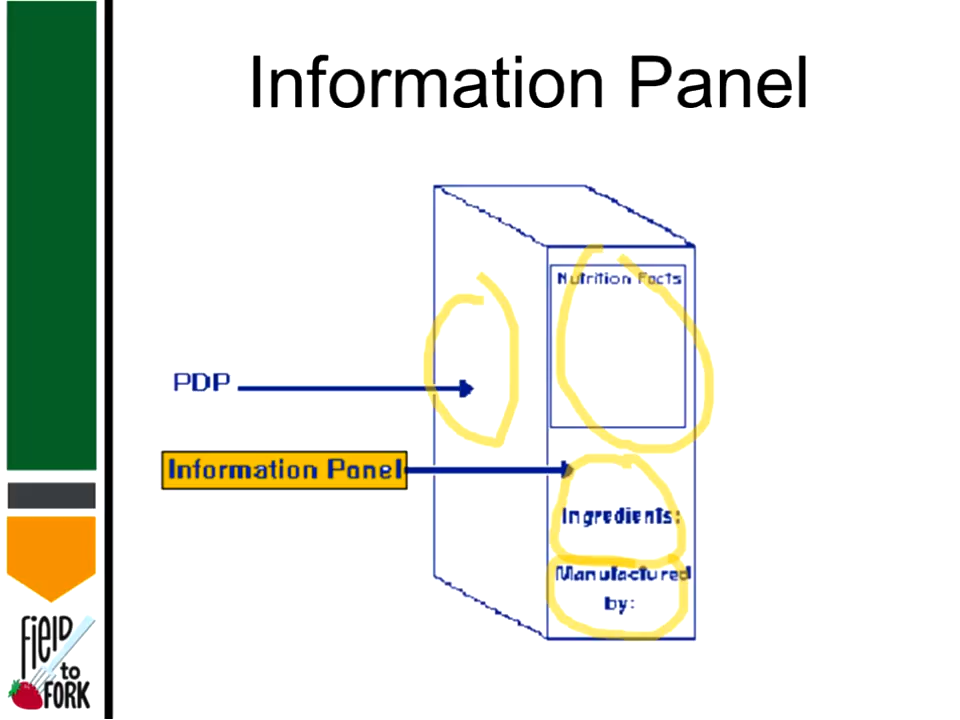 Information Panel
Nutrition Facts
PDP
Information Panel
Ingredients:
Manufactured
by:
FiElD
to
FORK